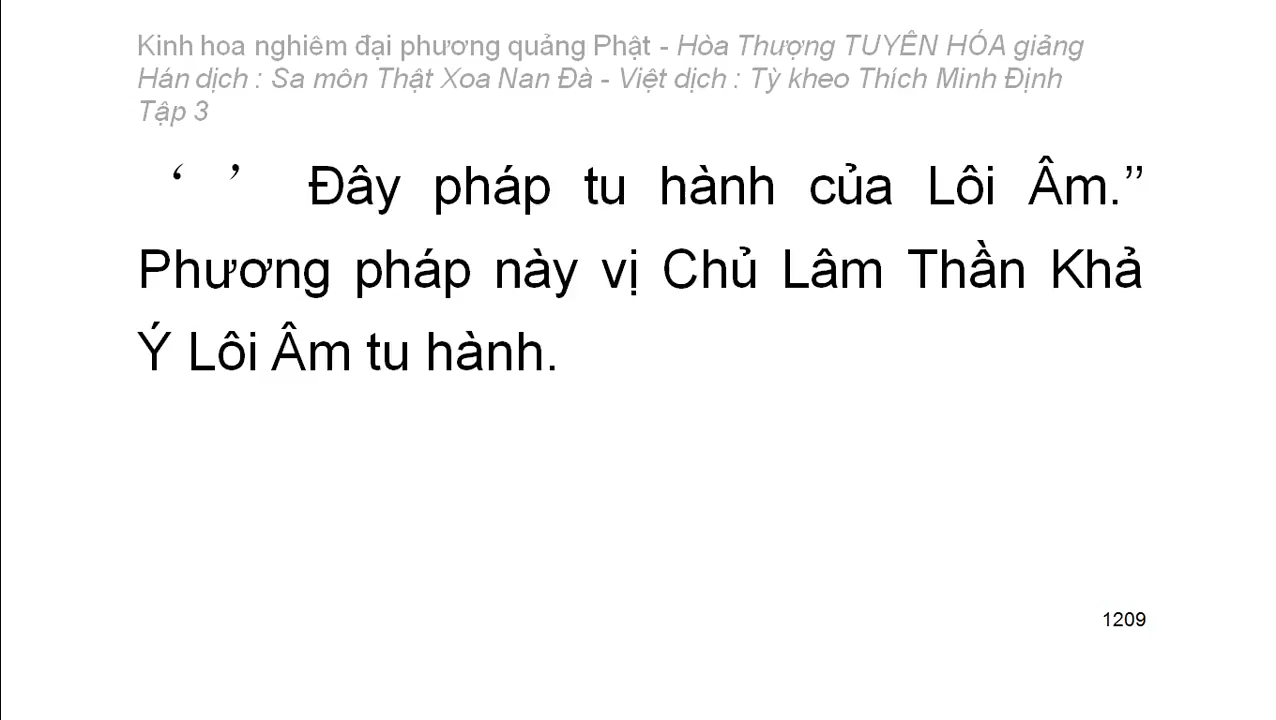 Kinh hoa nghiêm đại phương quảng Phật - Hòa Thượng TUYÊN HÓA giảng
Hán dịch : Sa môn Thật Xoa Nan Đà - Việt dịch : Tỳ kheo Thích Minh Định
Tập 3
‘ ’ Đây pháp tu hành của Lôi Âm.”
Phương pháp này vị Chủ Lâm Thần Khả
Ý Lôi Âm tu hành.
1209